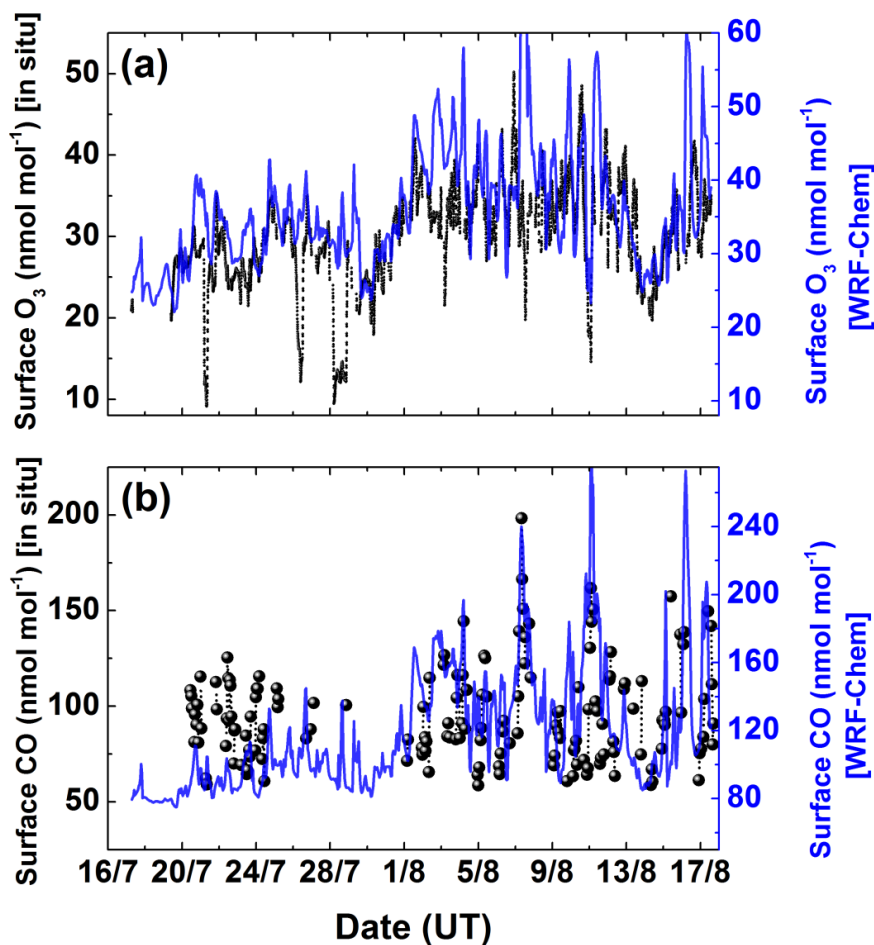 (a)
Surface O3 (nmol mol-1) [in situ]
50
40
30
20
10
60
50
40
30
20
10
Surface O3 (nmol mol-1)
[WRF-Chem]
(b)
Surface CO (nmol mol-1) [in situ]
200
150
100
50
240
200
160
120
80
Surface CO (nmol mol-1)
[WRF-Chem]
16/7 20/7 24/7 28/7 1/8 5/8 9/8 13/8 17/8
Date (UT)